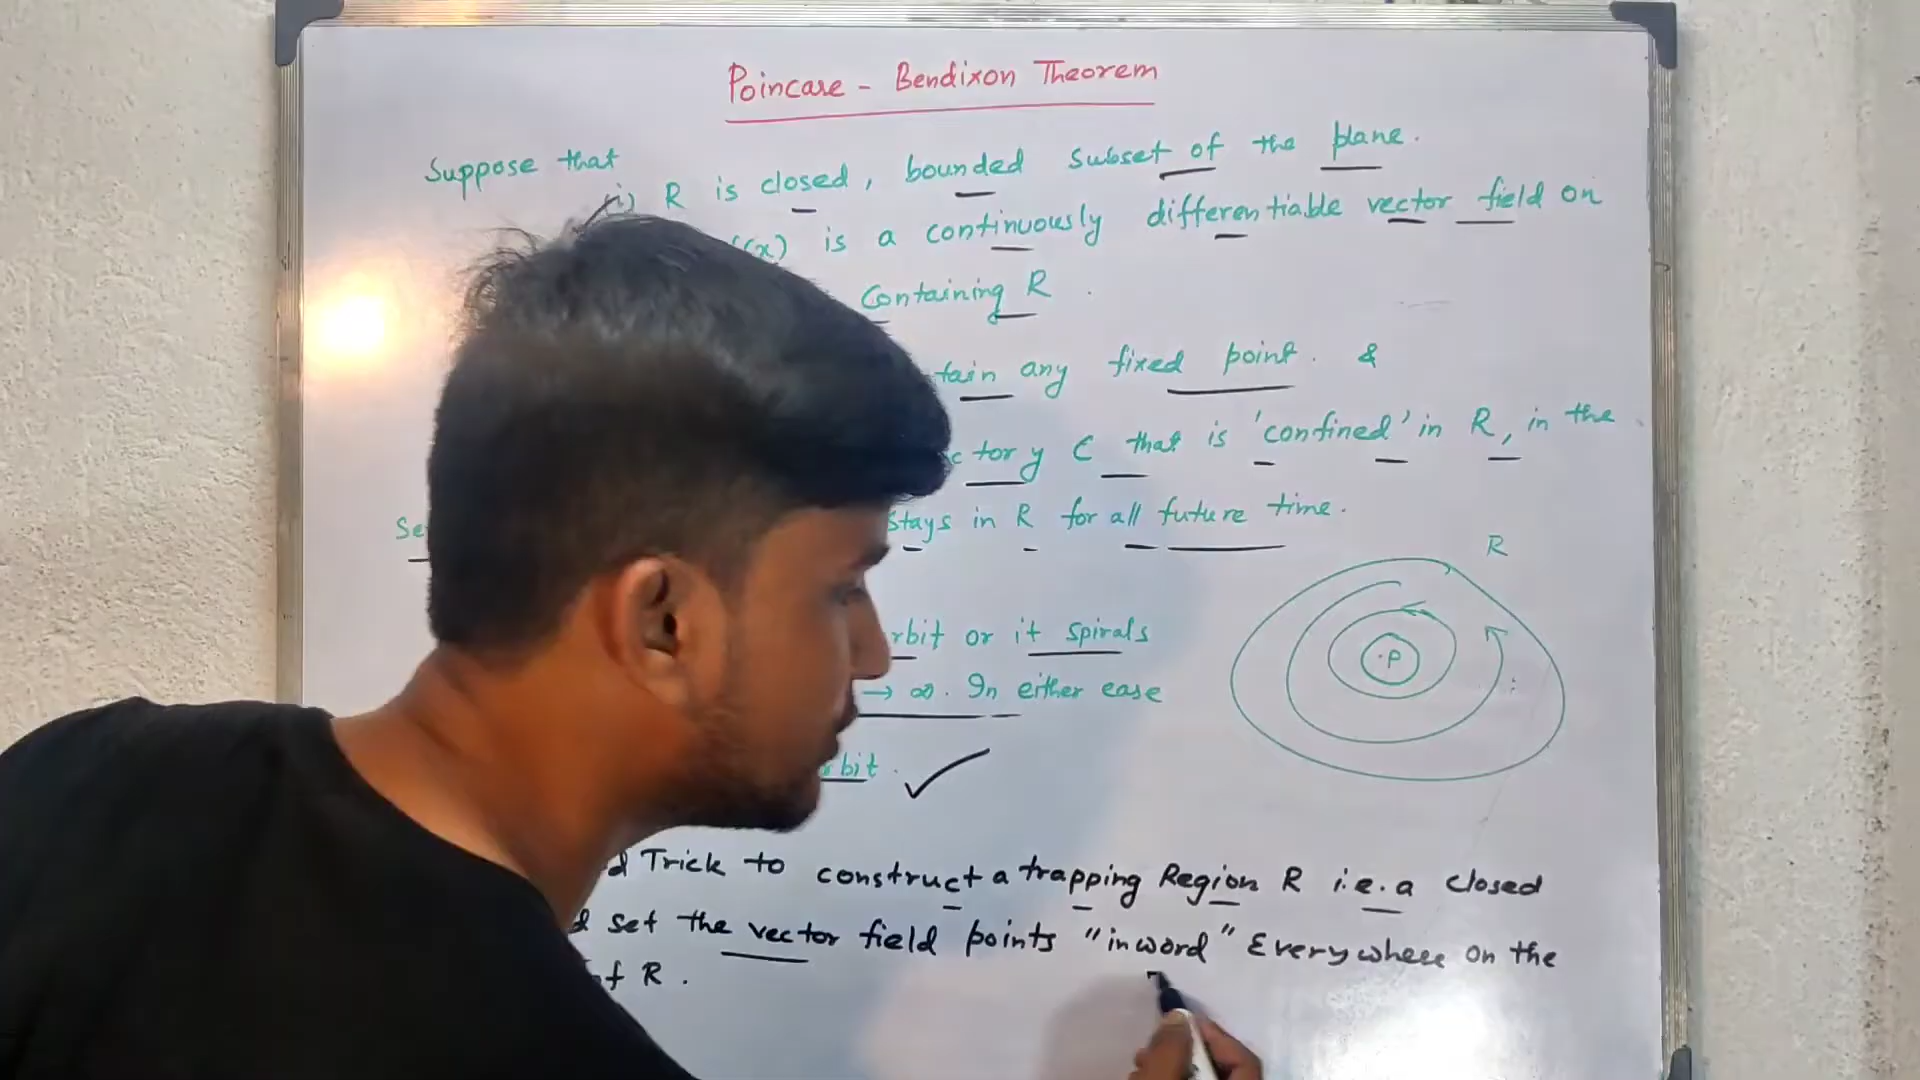 Poincare - Bendixon Theorem
Suppose that
(i) R is closed, bounded subset of the plane.
(x) is a continuously differentiable vector field on
Containing R.
tain any fixed point. &
ctory C that is 'confined' in R, in the
Se stays in R for all future time.
R
rbit or it spirals
P
→ ∞. In either case
rbit.
d Trick to construct a trapping Region R i.e. a closed
d set the vector field points "inword" Everywhere on the
of R.